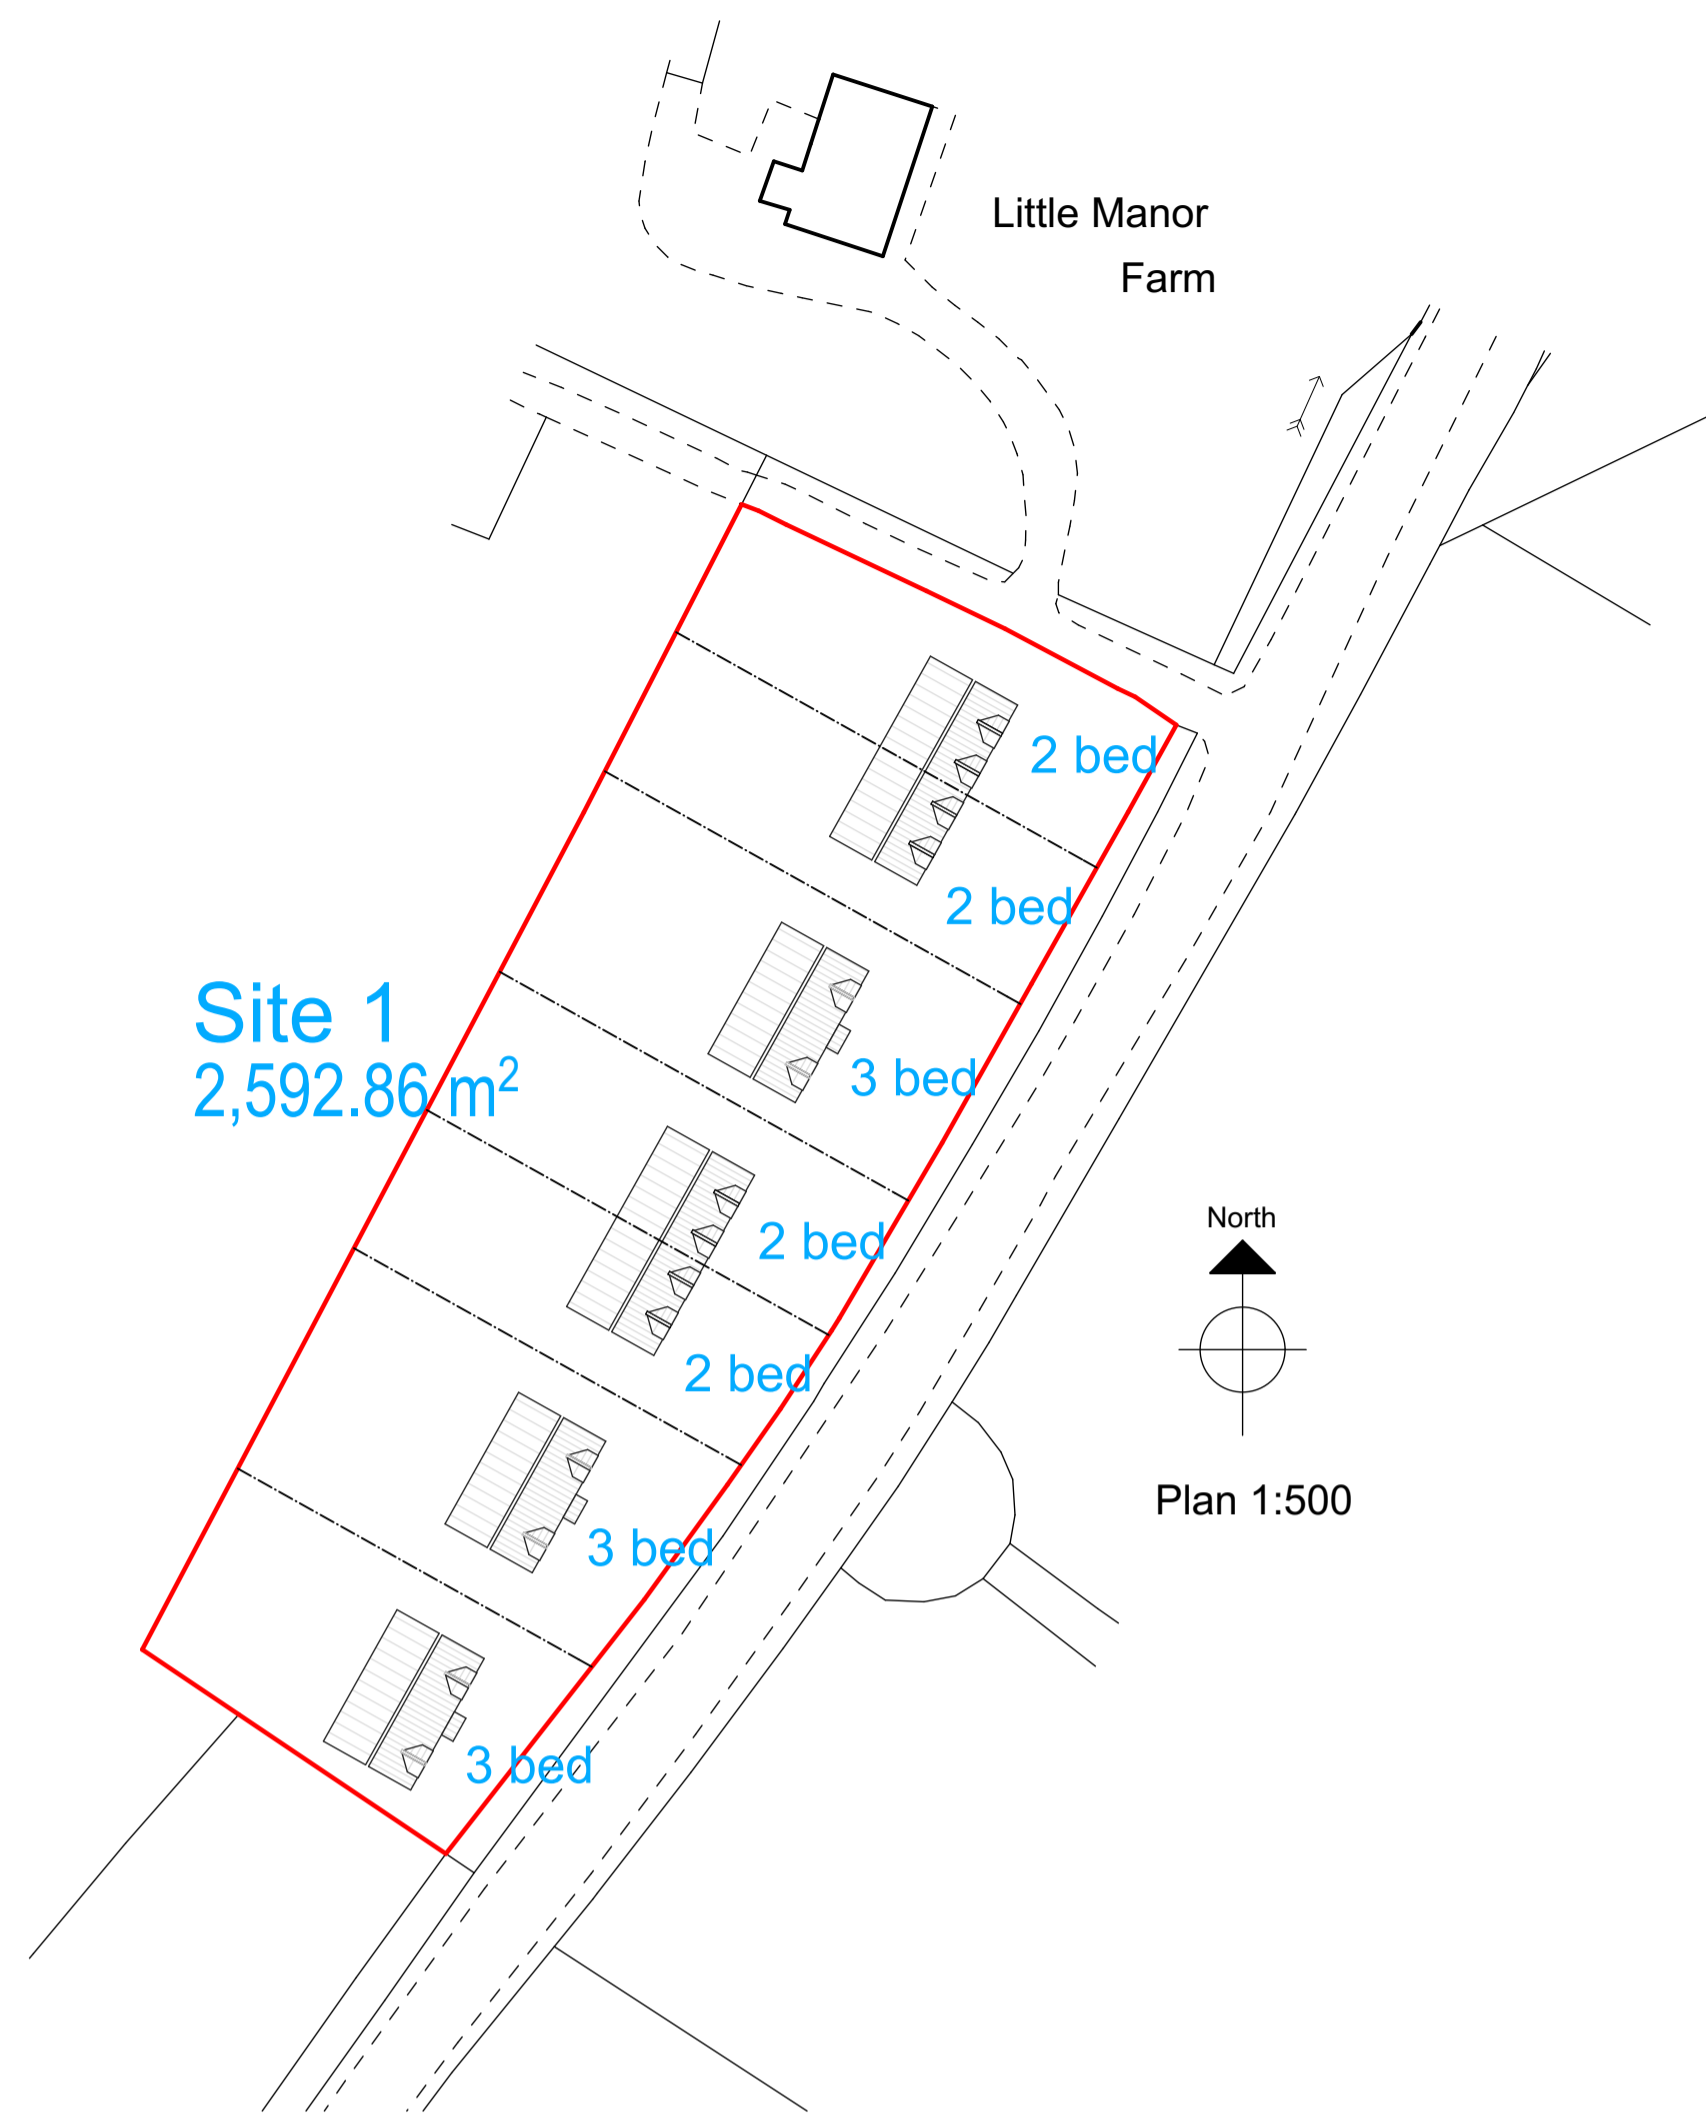 Little Manor
Farm
2 bed
2 bed
Site 1
2,592.86 m²
3 bed
2 bed
North
2 bed
Plan 1:500
3 bed
3 bed